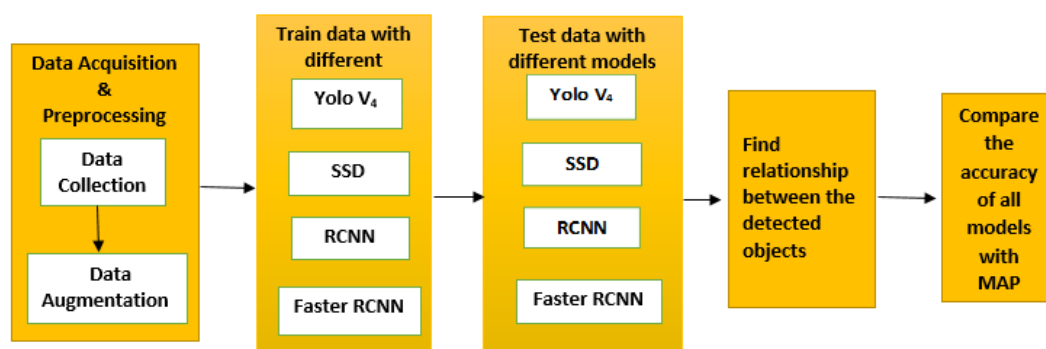 Data Acquisition
&
Preprocessing
Data
Collection
Data
Augmentation
Train data with
different
Yolo V₄
SSD
RCNN
Faster RCNN
Test data with
different models
Yolo V₄
SSD
RCNN
Faster RCNN
Find
relationship
between the
detected
objects
Compare
the
accuracy
of all
models
with
MAP